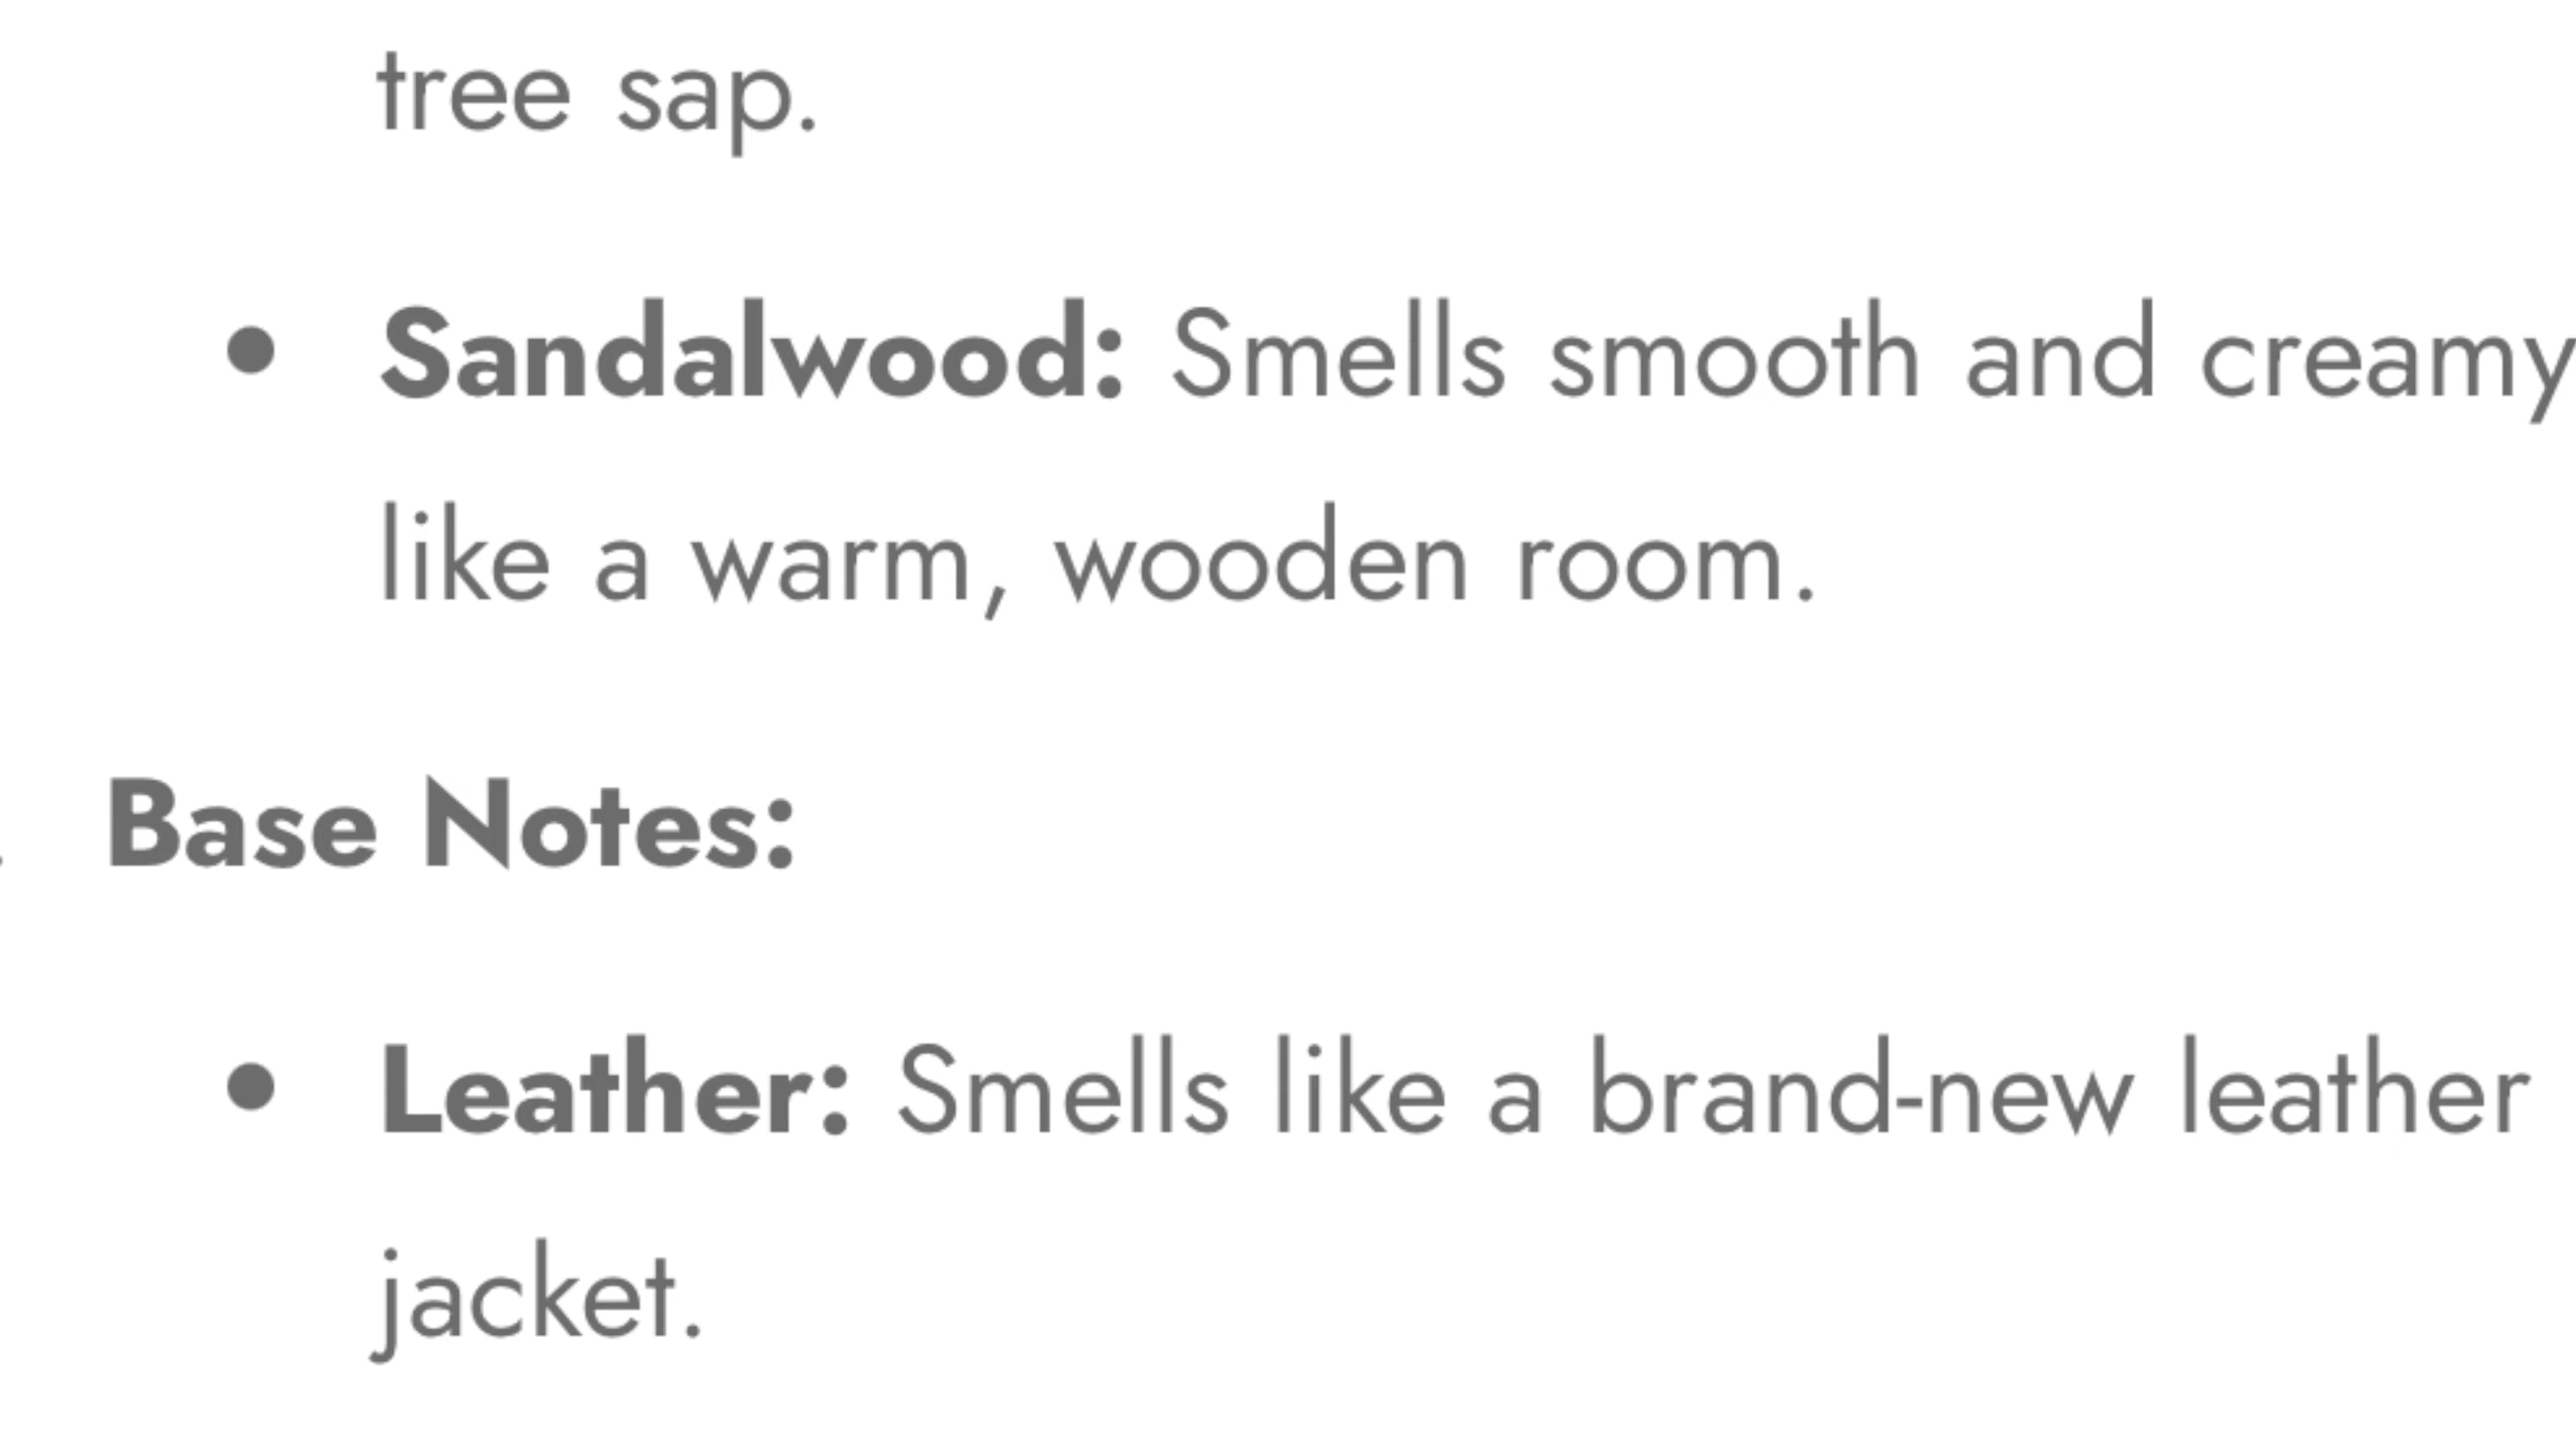 tree sap.
• Sandalwood: Smells smooth and creamy
like a warm, wooden room.
. Base Notes:
• Leather: Smells like a brand-new leather
jacket.